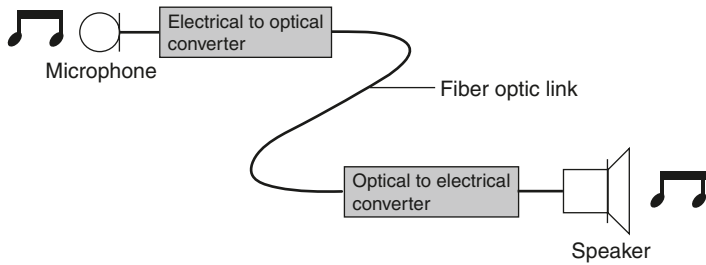 Electrical to optical
converter
Microphone
Fiber optic link
Optical to electrical
converter
Speaker